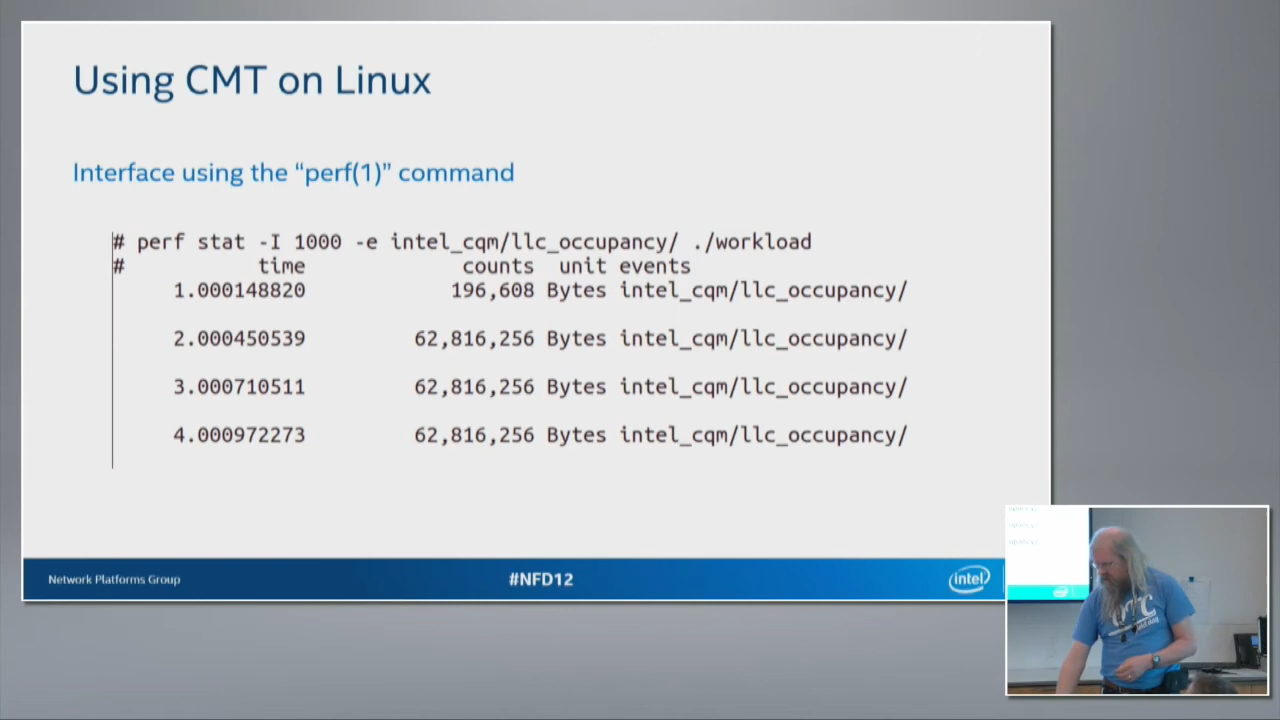 Using CMT on Linux
Interface using the “perf(1)” command
# perf stat -I 1000 -e intel_cqm/llc_occupancy/ ./workload
# time counts unit events
1.000148820 196,608 Bytes intel_cqm/llc_occupancy/
2.000450539 62,816,256 Bytes intel_cqm/llc_occupancy/
3.000710511 62,816,256 Bytes intel_cqm/llc_occupancy/
4.000972273 62,816,256 Bytes intel_cqm/llc_occupancy/
Network Platforms Group
#NFD12
intel
OTC